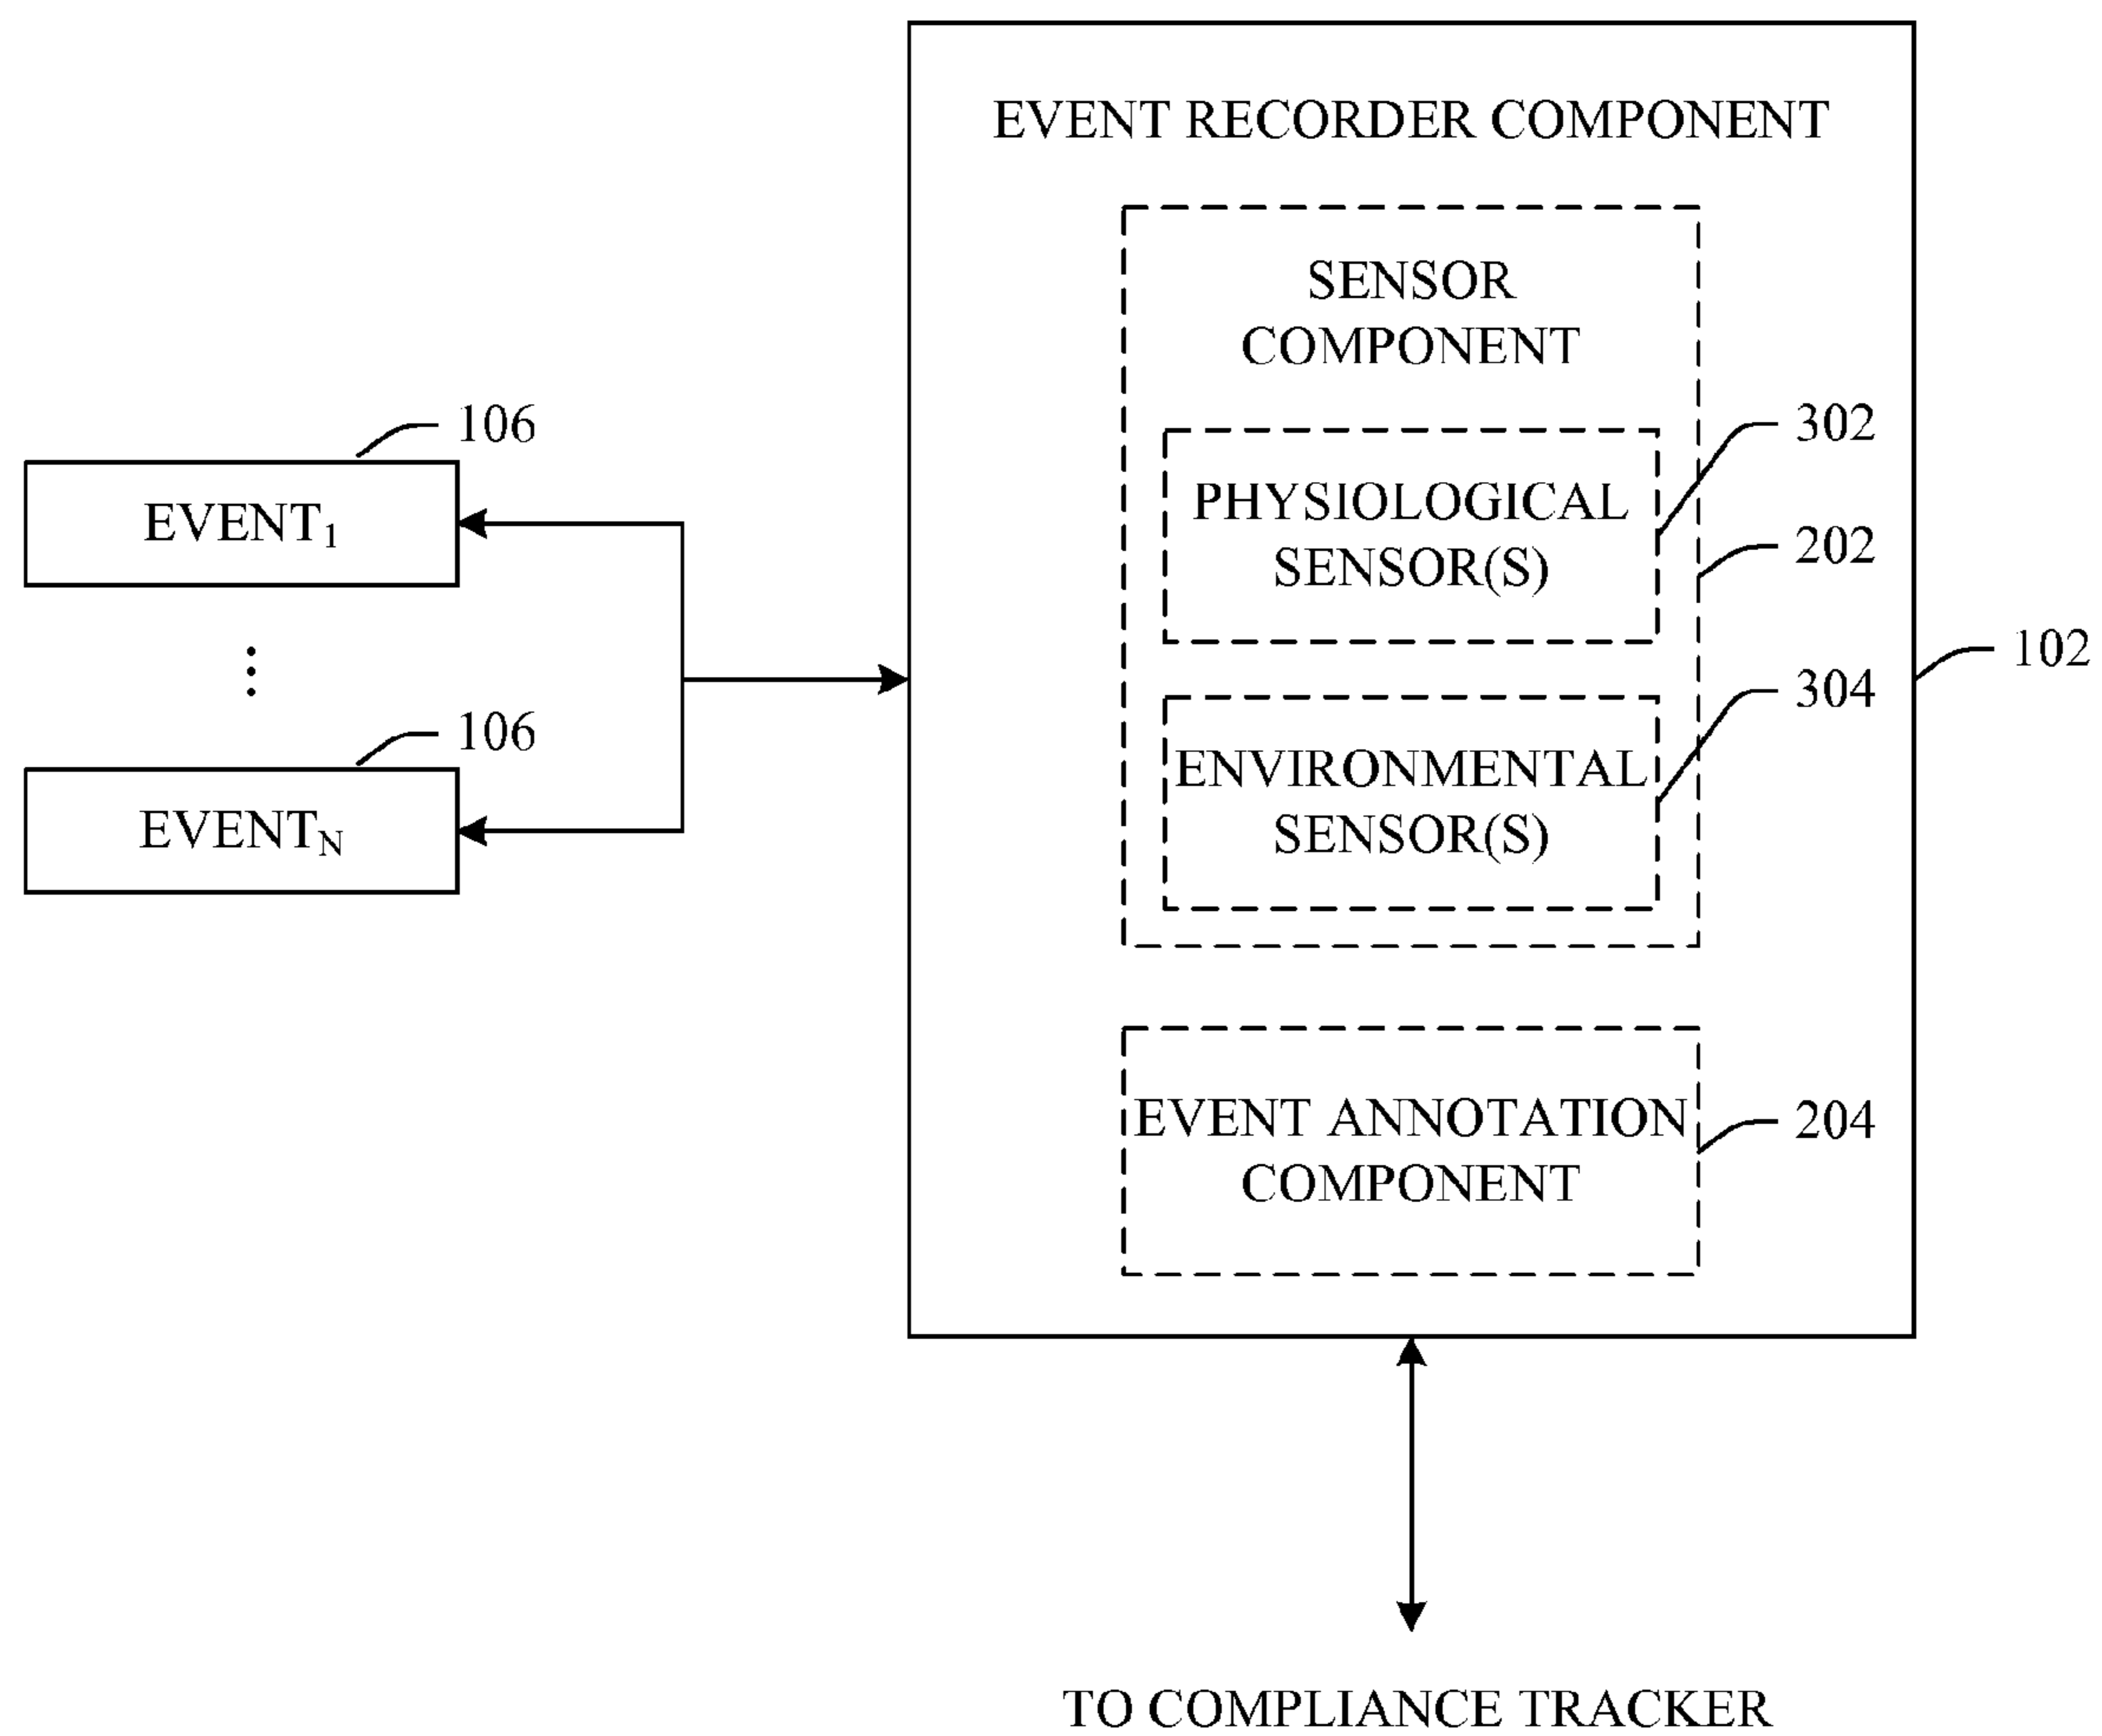 EVENT RECORDER COMPONENT
SENSOR
COMPONENT
106
302
PHYSIOLOGICAL
SENSOR(S)
EVENT1
202
102
304
106
ENVIRONMENTAL
SENSOR(S)
EVENTN
EVENT ANNOTATION
COMPONENT
204
TO COMPLIANCE TRACKER